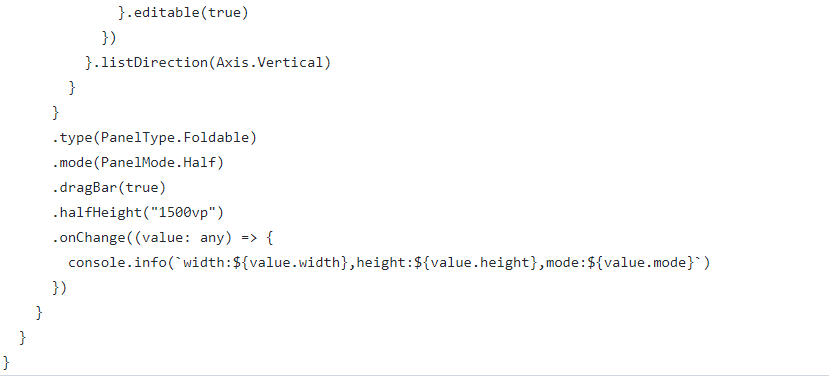 }.editable(true)
            })
          }.listDirection(Axis.Vertical)
        }
      }
      .type(PanelType.Foldable)
      .mode(PanelMode.Half)
      .dragBar(true)
      .halfHeight("1500vp")
      .onChange((value: any) => {
        console.info(`width:${value.width},height:${value.height},mode:${value.mode}`)
      })
    }
  }
}